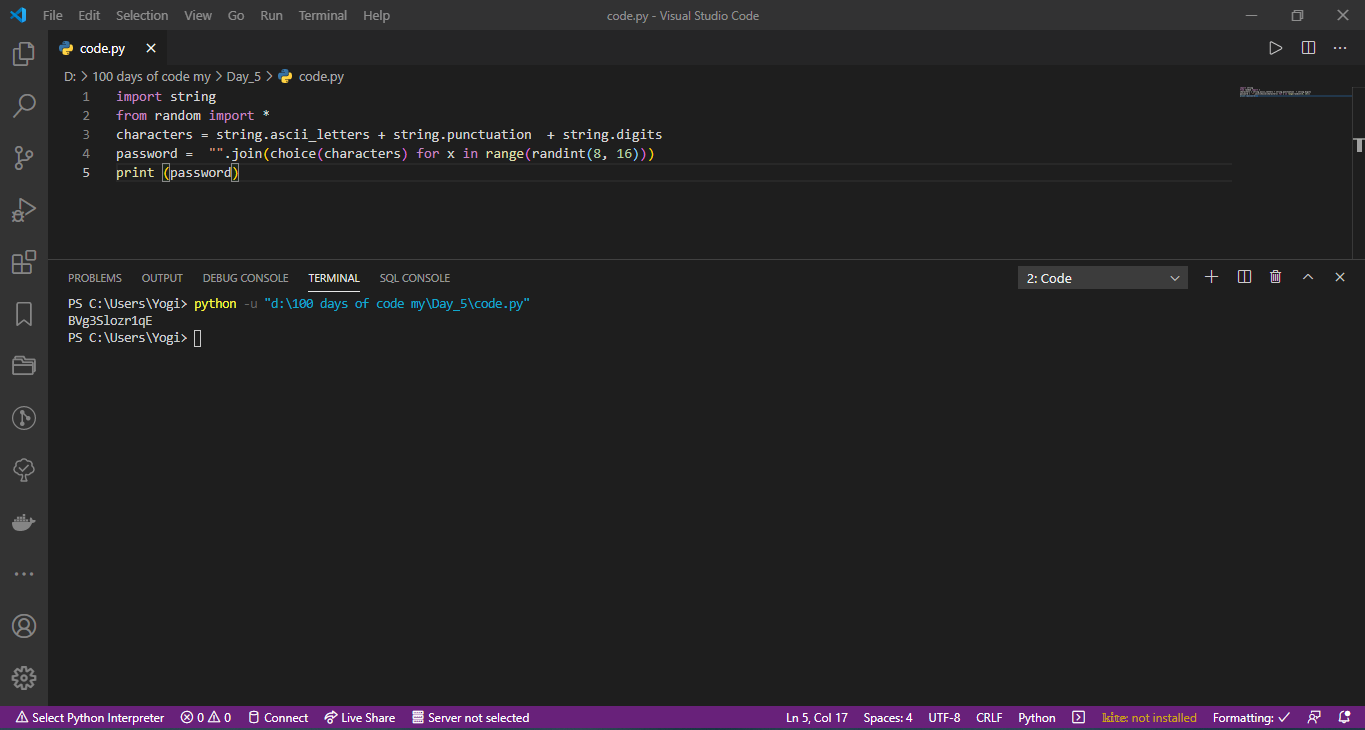 File Edit Selection View Go Run Terminal Help code.py - Visual Studio Code
code.py
D: > 100 days of code my > Day_5 > code.py
1 import string
2 from random import *
3 characters = string.ascii_letters + string.punctuation  + string.digits
4 password =  "".join(choice(characters) for x in range(randint(8, 16)))
5 print (password)
PROBLEMS OUTPUT DEBUG CONSOLE TERMINAL SQL CONSOLE 2: Code
PS C:\Users\Yogi> python -u "d:\100 days of code my\Day_5\code.py"
BVg3Slozr1qE
PS C:\Users\Yogi>
Select Python Interpreter 0 0 Connect Live Share Server not selected Ln 5, Col 17 Spaces: 4 UTF-8 CRLF Python kite: not installed Formatting: ✓